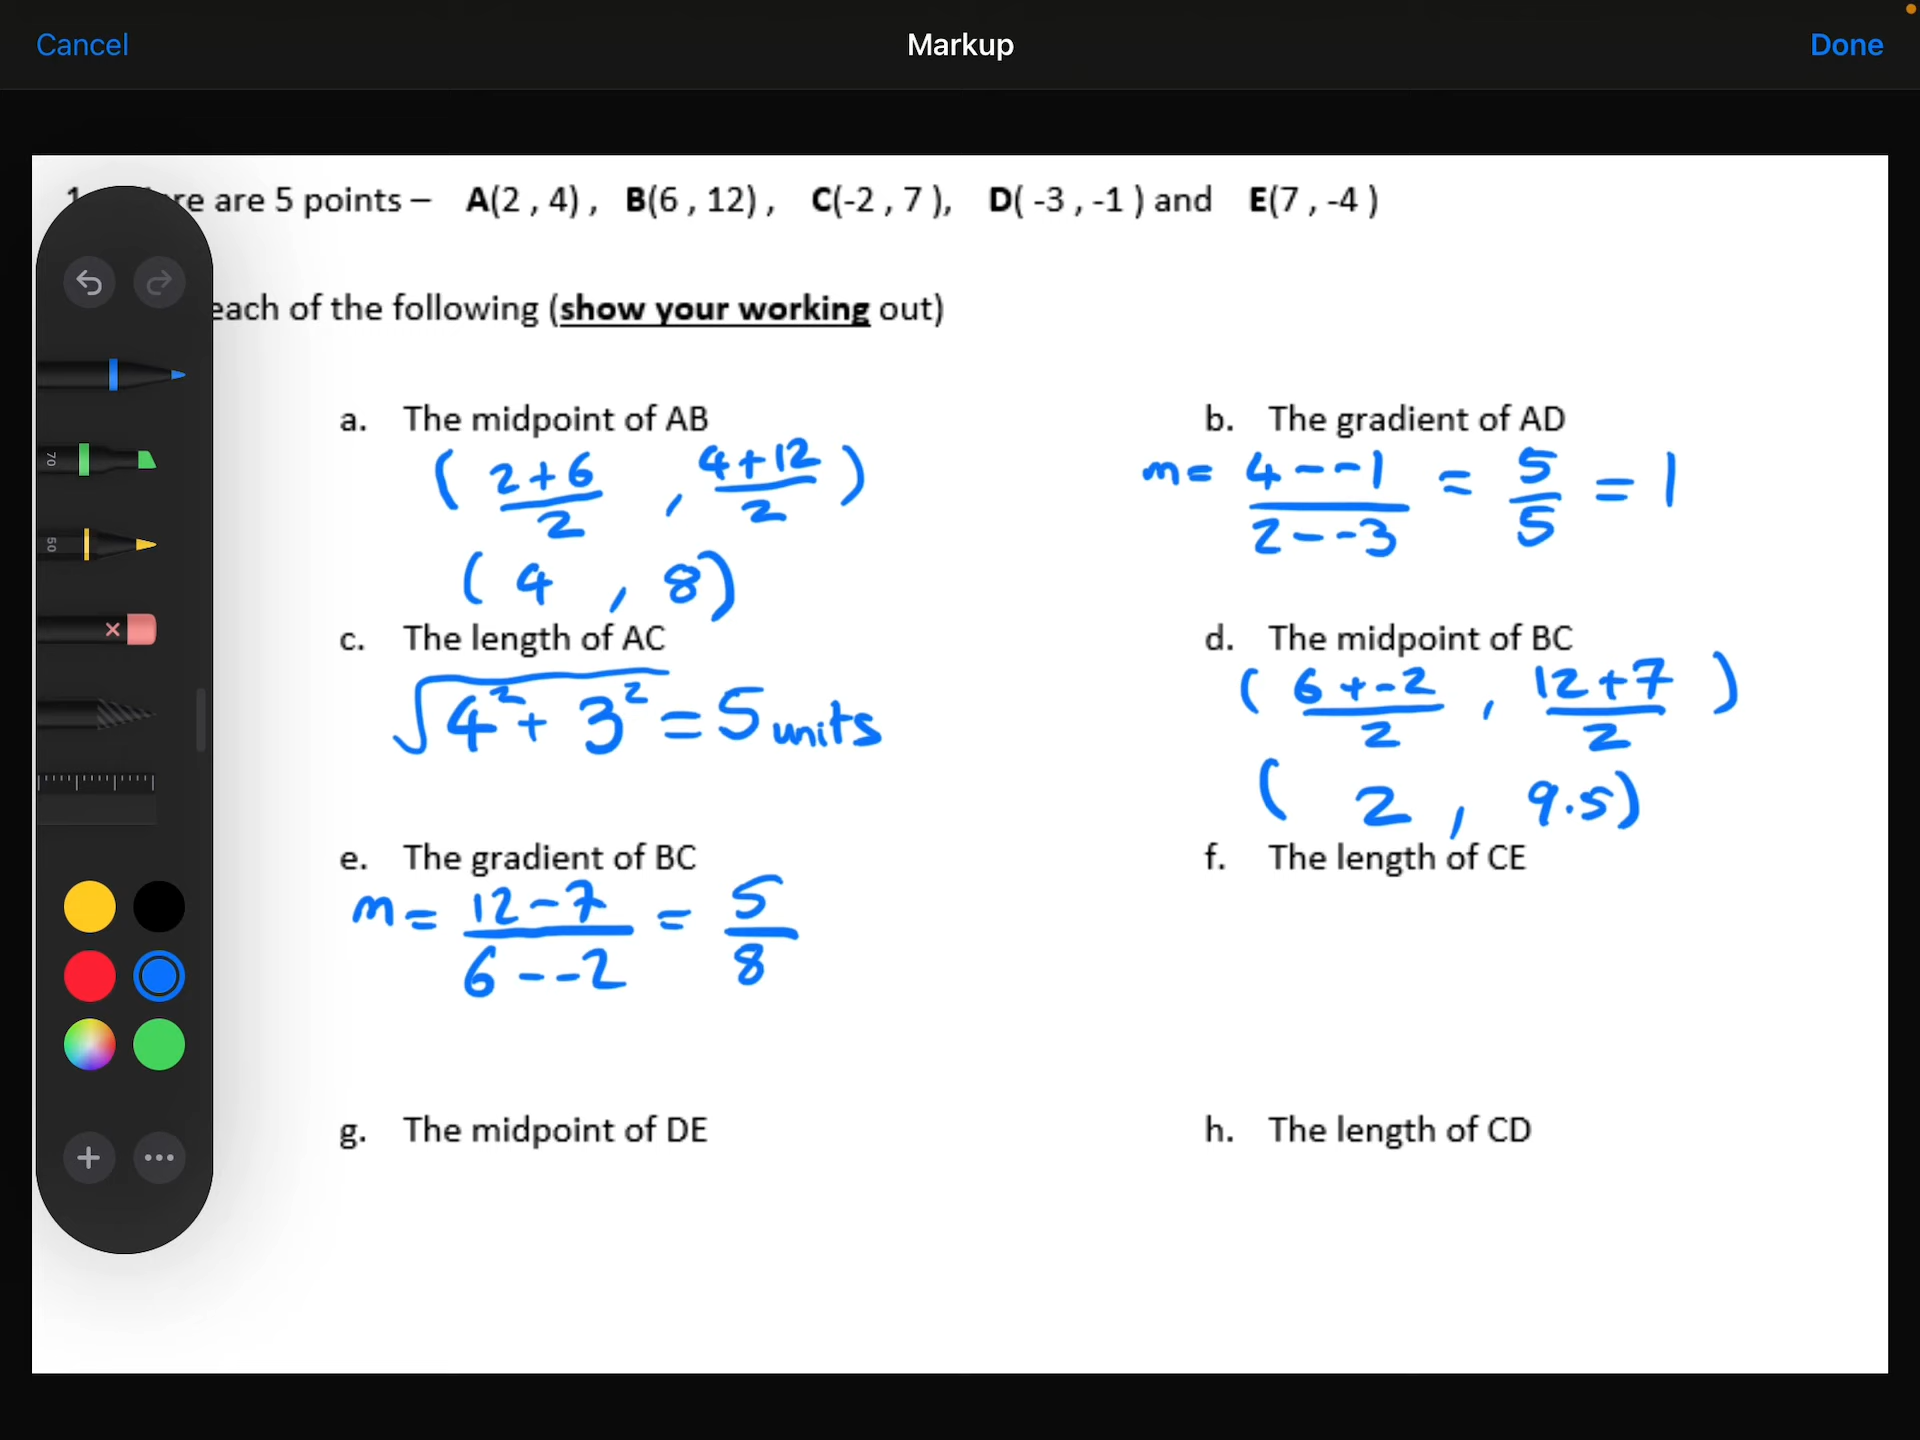 Cancel Markup Done
1. re are 5 points – A(2 , 4) , B(6 , 12) , C(-2 , 7 ), D( -3 , -1 ) and E(7 , -4 )
each of the following (show your working out)
a. The midpoint of AB
( 2+6/2 , 4+12/2 )
( 4 , 8)
b. The gradient of AD
m= 4--1/2--3 = 5/5 = 1
c. The length of AC
√4²+ 3² = 5 units
d. The midpoint of BC
( 6+-2/2 , 12+7/2 )
( 2 , 9.5)
e. The gradient of BC
m= 12-7/6--2 = 5/8
f. The length of CE
g. The midpoint of DE
h. The length of CD
70
50